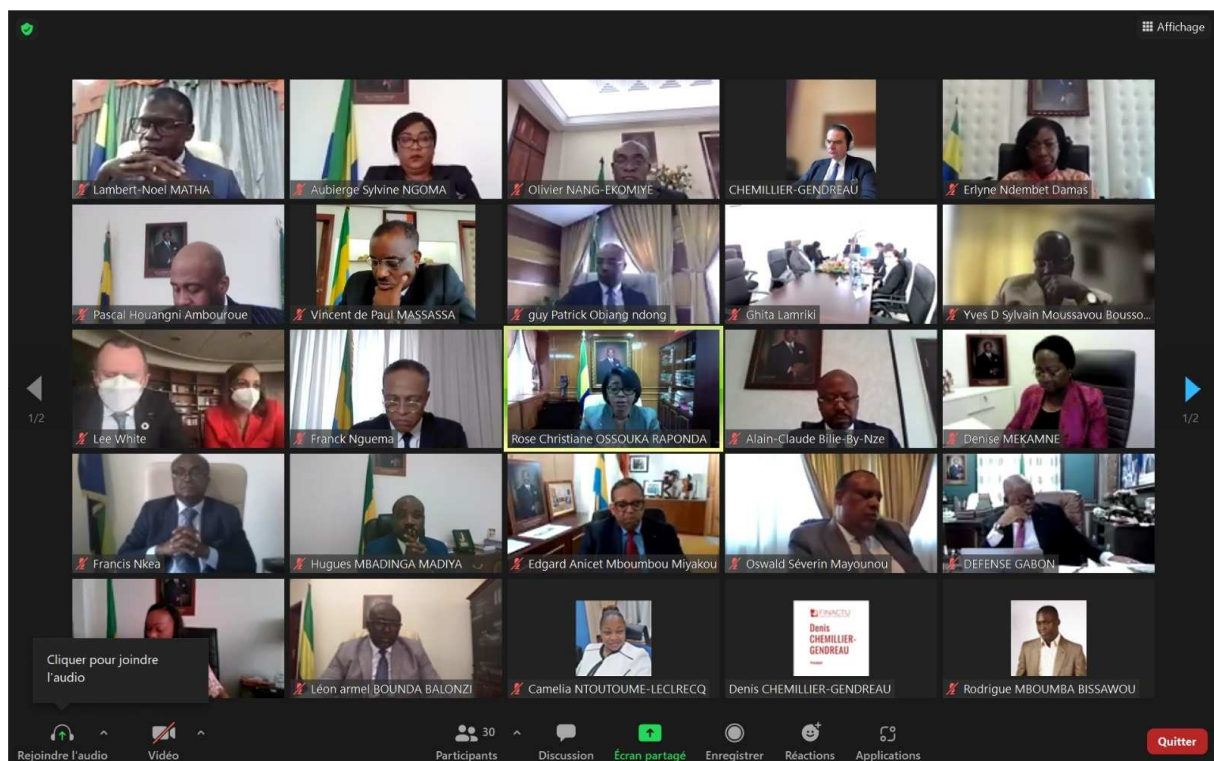 Affichage
Lambert-Noel MATHA
Aubierge Sylvine NGOMA
Olivier NANG-EKOMIYE
CHEMILLIER-GENDREAU
Erlyne Ndembet Damas
Pascal Houangni Ambouroue
Vincent de Paul MASSASSA
guy Patrick Obiang ndong
Ghita Lamriki
Yves D Sylvain Moussavou Bousso...
1/2
1/2
Lee White
Franck Nguema
Rose Christiane OSSOUKA RAPONDA
Alain-Claude Bilie-By-Nze
Denise MEKAMNE
Francis Nkea
Hugues MBADINGA MADIYA
Edgard Anicet Mboumbou Miyakou
Oswald Séverin Mayounou
DEFENSE GABON
Cliquer pour joindre
l'audio
FINACTU
Denis
CHEMILLIER-
GENDREAU
Léon armel BOUNDA BALONZI
Camelia NTOUTOUME-LECLRECQ
Denis CHEMILLIER-GENDREAU
Rodrigue MBOUMBA BISSAWOU
Rejoindre l'audio
Vidéo
30
Participants
Discussion
Écran partagé
Enregistrer
Réactions
Applications
Quitter